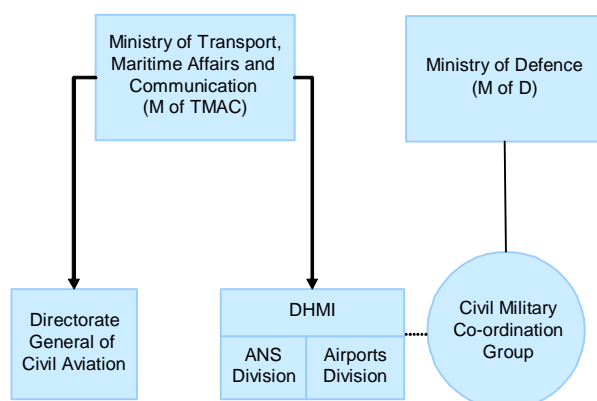 Ministry of Transport,
Maritime Affairs and
Communication
(M of TMAC)
Ministry of Defence
(M of D)
Directorate
General of
Civil Aviation
DHMI
ANS
Division
Airports
Division
Civil Military
Co-ordination
Group